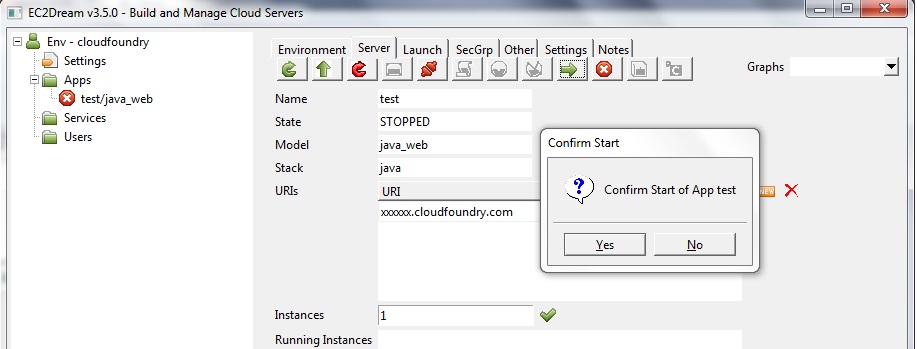 EC2Dream v3.5.0 - Build and Manage Cloud Servers
Env - cloudfoundry
Settings
Apps
test/java_web
Services
Users
Environment Server Launch SecGrp Other Settings Notes
Graphs
Name test
State STOPPED
Model java_web
Stack java
URIs URI
NEW
xxxxxx.cloudfoundry.com
Instances 1
Running Instances
Confirm Start
? Confirm Start of App test
Yes No